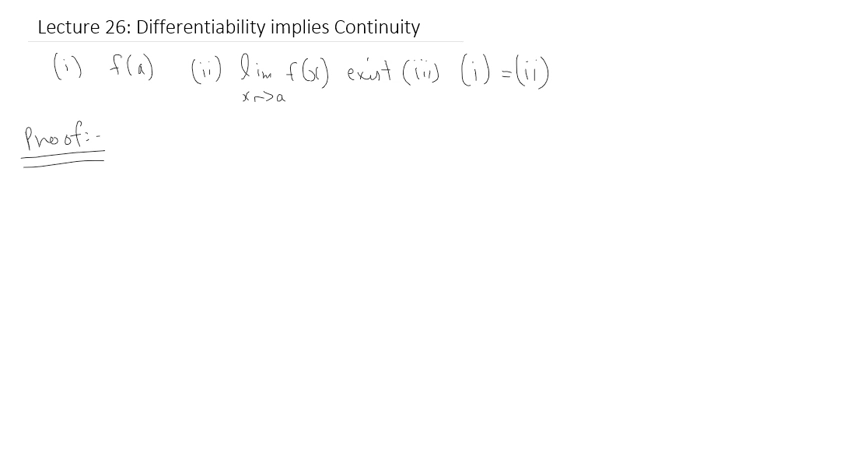 Lecture 26: Differentiability implies Continuity
(i) f(a) (ii) lim f(x) exist (iii) (i) = (ii)
x->a
Proof:-